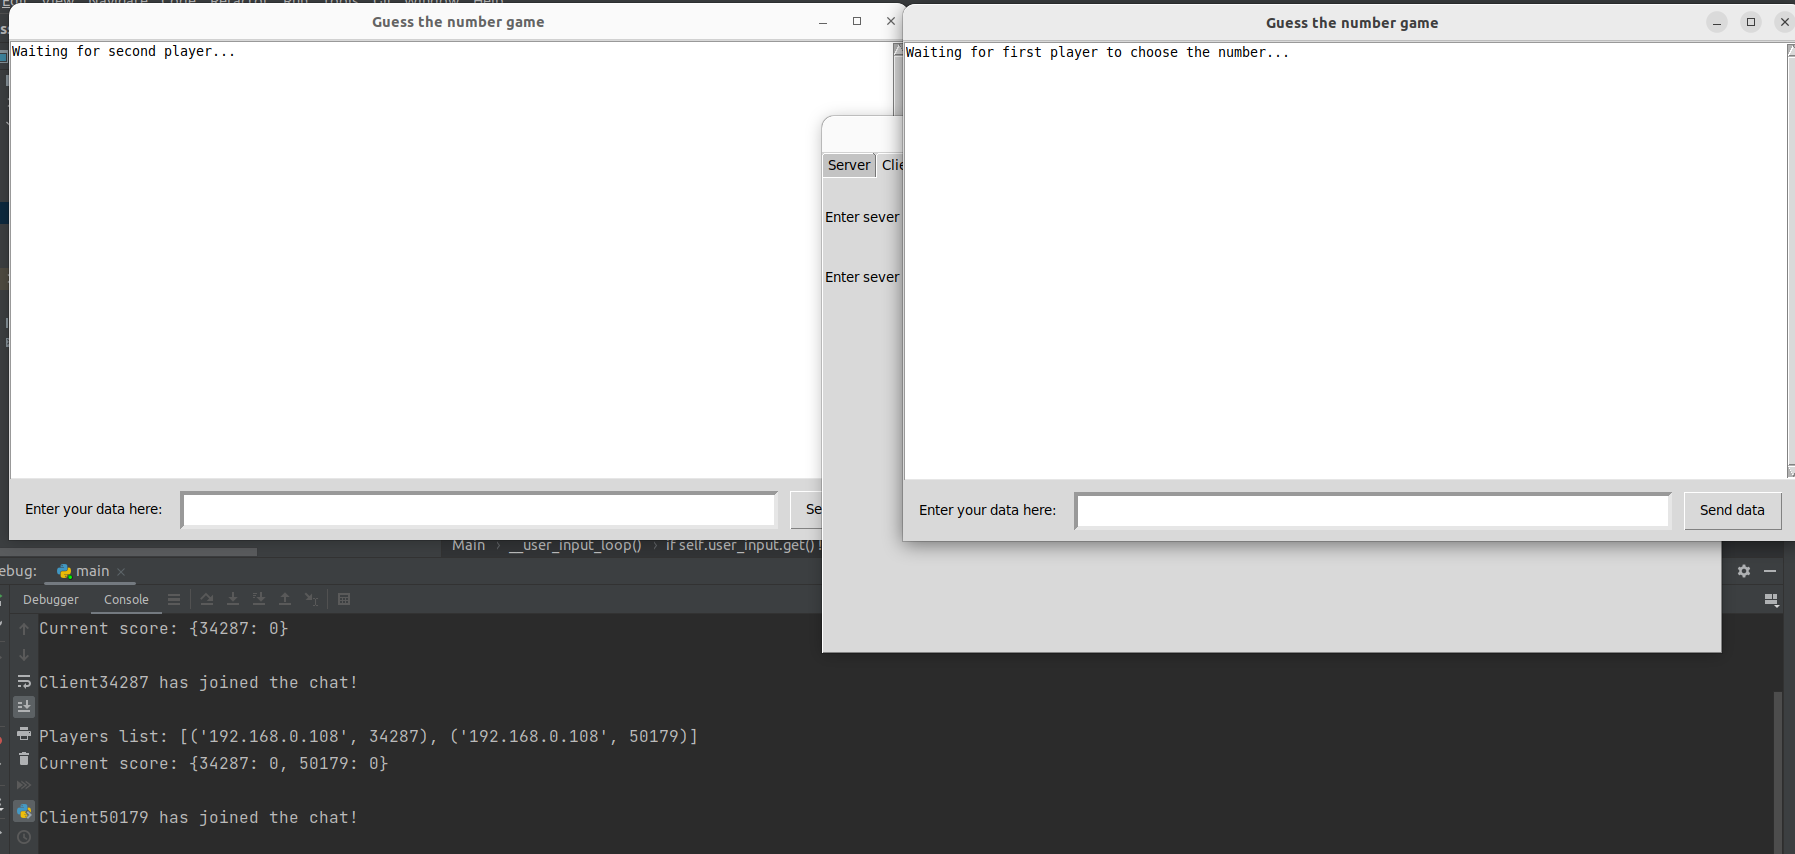 Guess the number game
Waiting for second player...
Enter your data here:
Guess the number game
Waiting for first player to choose the number...
Enter your data here: Send data
Server
Enter sever
Enter sever
Main › __user_input_loop() › if self.user_input.get()
main
Debugger Console
Current score: {34287: 0}
Client34287 has joined the chat!
Players list: [('192.168.0.108', 34287), ('192.168.0.108', 50179)]
Current score: {34287: 0, 50179: 0}
Client50179 has joined the chat!